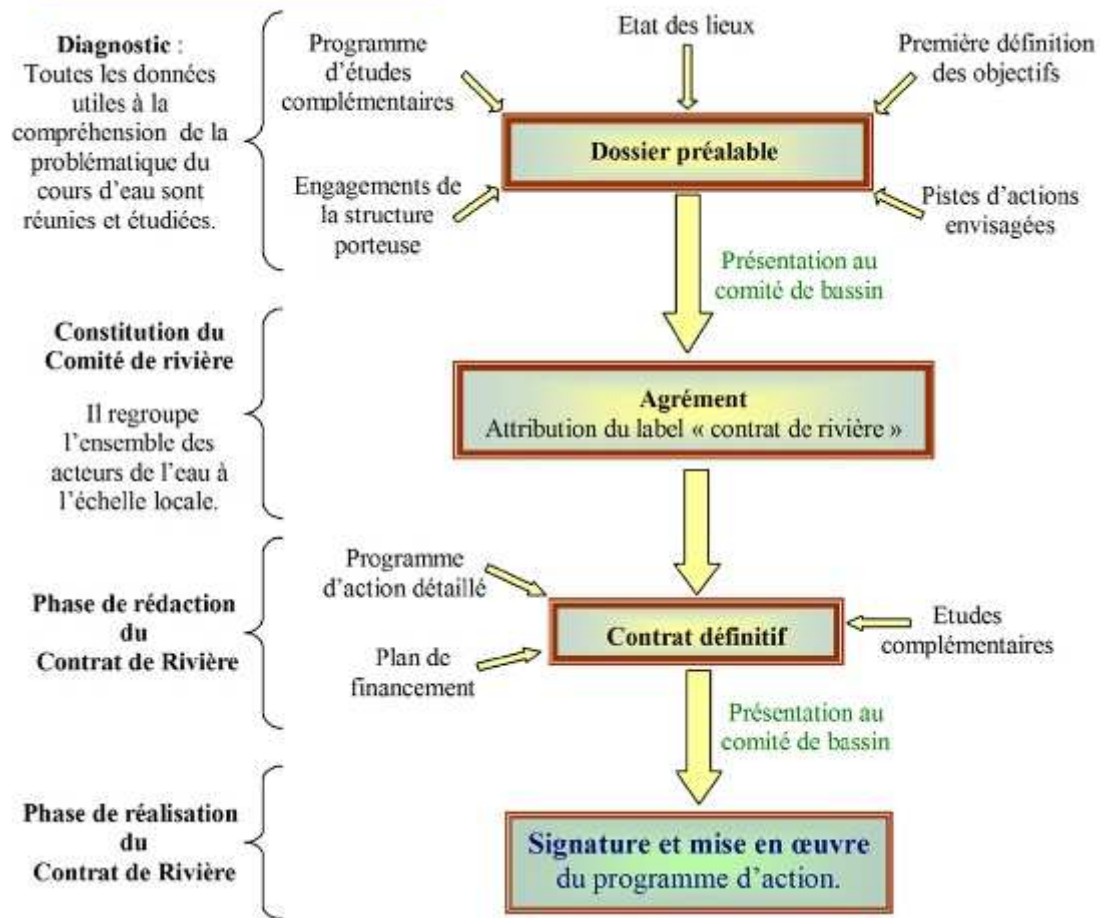 Diagnostic :
Toutes les données
utiles à la
compréhension de la
problématique du
cours d'eau sont
réunies et étudiées.
Programme
d'études
complémentaires
Etat des lieux
Première définition
des objectifs
Dossier préalable
Engagements de
la structure
porteuse
Pistes d'actions
envisagées
Présentation au
comité de bassin
Constitution du
Comité de rivière
Il regroupe
l'ensemble des
acteurs de l'eau à
l'échelle locale.
Agrément
Attribution du label « contrat de rivière »
Phase de rédaction
du
Contrat de Rivière
Programme
d'action détaillé
Contrat définitif
Etudes
complémentaires
Plan de
financement
Présentation au
comité de bassin
Phase de réalisation
du
Contrat de Rivière
Signature et mise en œuvre
du programme d'action.